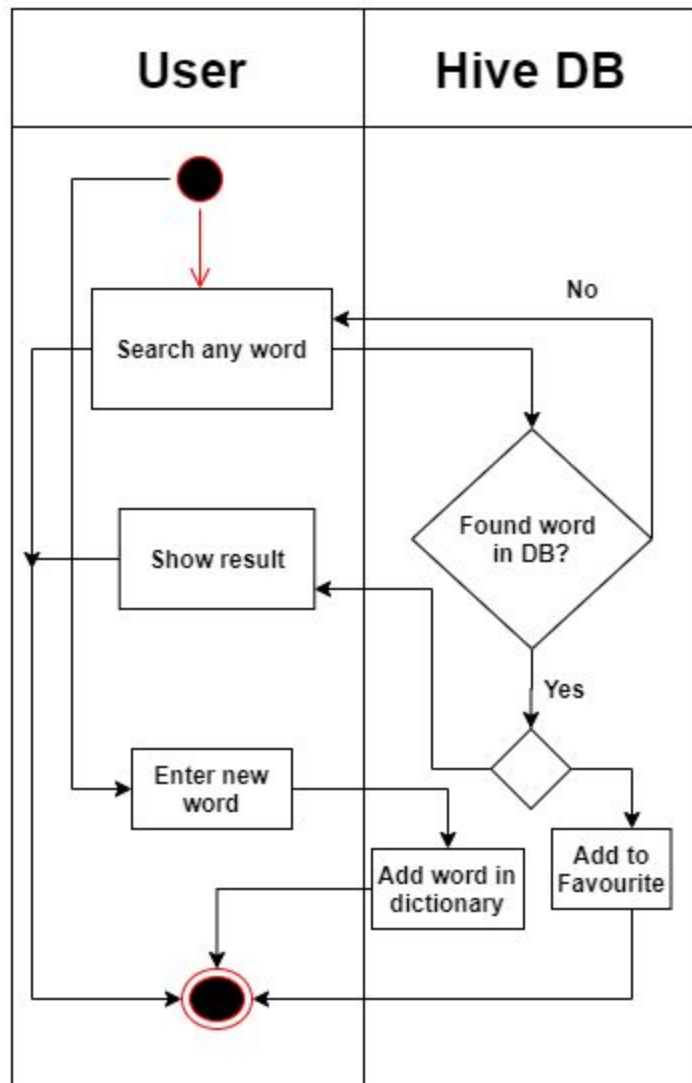 User
Hive DB
No
Search any word
Found word
in DB?
Show result
Yes
Enter new
word
Add to
Favourite
Add word in
dictionary